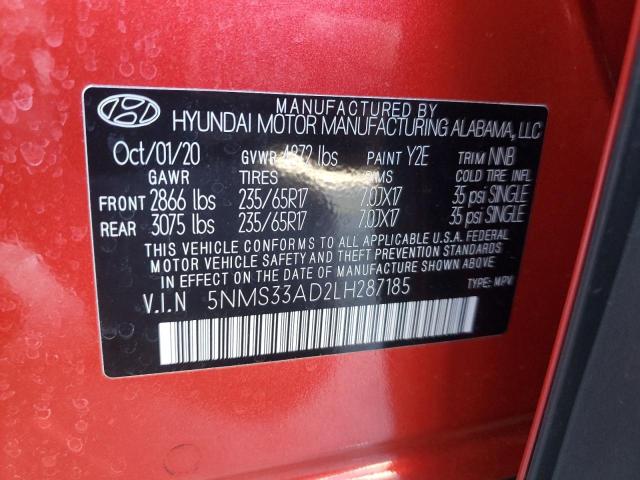 MANUFACTURED BY
HYUNDAI MOTOR MANUFACTURING ALABAMA, LLC
Oct/01/20 GVWR 4872 lbs PAINT Y2E TRIM NNB
GAWR TIRES RIMS COLD TIRE INFL
FRONT 2866 lbs 235/65R17 7.0JX17 35 psi SINGLE
REAR 3075 lbs 235/65R17 7.0JX17 35 psi SINGLE
THIS VEHICLE CONFORMS TO ALL APPLICABLE U.S.A. FEDERAL
MOTOR VEHICLE SAFETY AND THEFT PREVENTION STANDARDS
IN EFFECT ON THE DATE OF MANUFACTURE SHOWN ABOVE.
V.I.N 5NMS33AD2LH287185 TYPE: MPV